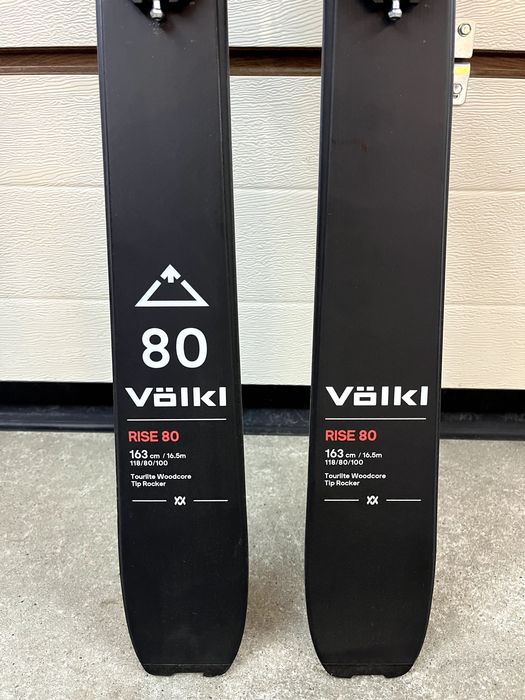 80
Völkl
RISE 80
163 cm / 16.5m
118/80/100
Tourlite Woodcore
Tip Rocker
Völkl
RISE 80
163 cm / 16.5m
118/80/100
Tourlite Woodcore
Tip Rocker